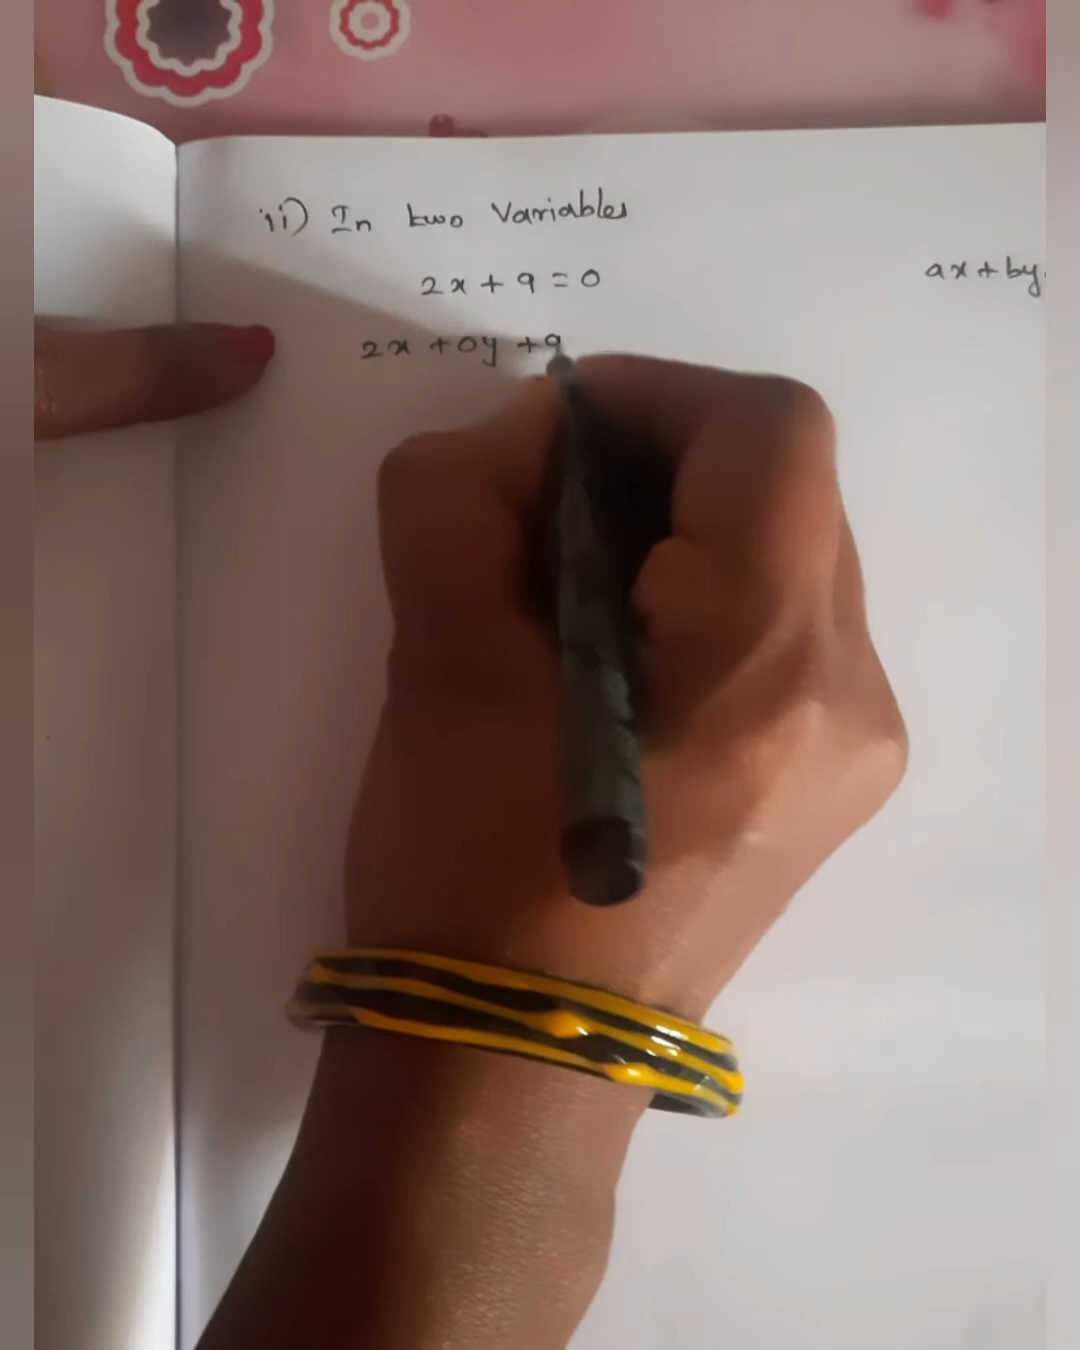 ii) In two Variables
2x + 9 = 0
ax + by
2x + 0y + 9